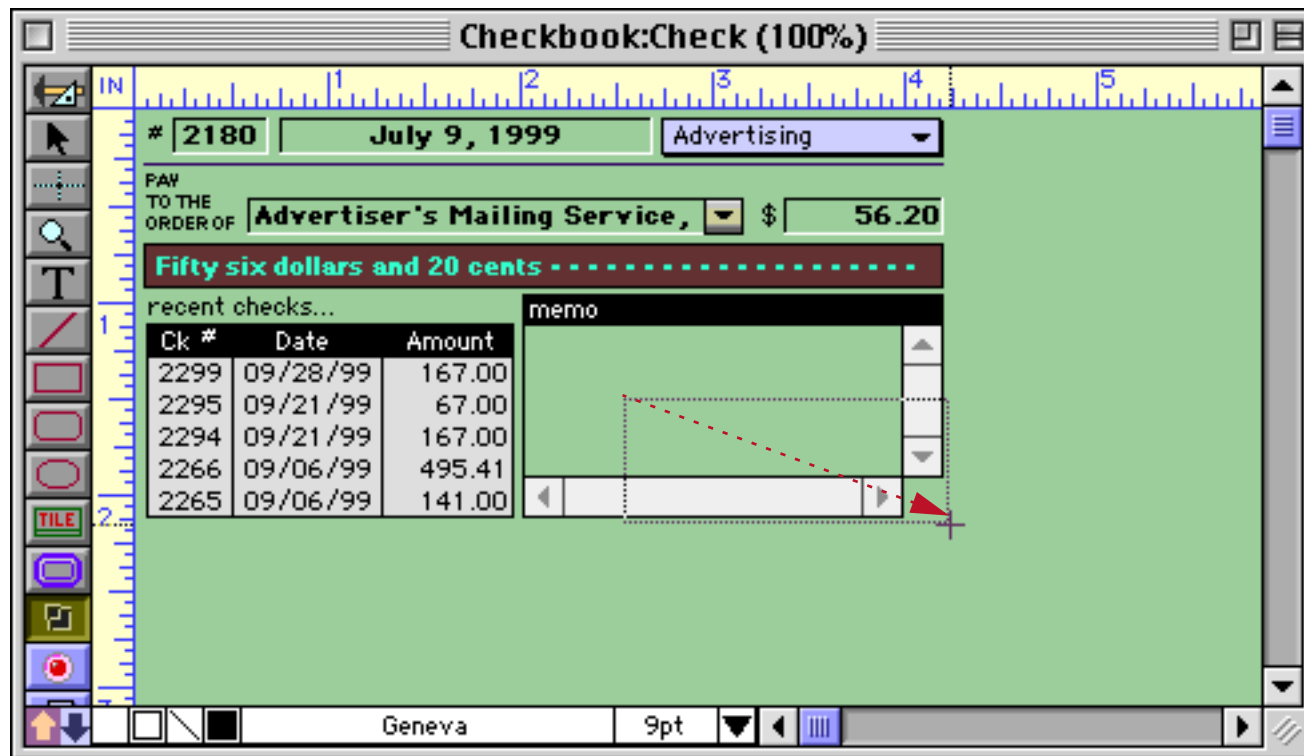 Checkbook:Check (100%)
IN 1 2 3 4 5
# 2180 July 9, 1999 Advertising
PAY
TO THE
ORDER OF Advertiser's Mailing Service, $ 56.20
Fifty six dollars and 20 cents - - - - - - - - - - - - - - - - - - - -
recent checks... memo
1
Ck # Date Amount
2299 09/28/99 167.00
2295 09/21/99 67.00
2294 09/21/99 167.00
2266 09/06/99 495.41
2265 09/06/99 141.00
T
TILE 2
Geneva 9pt